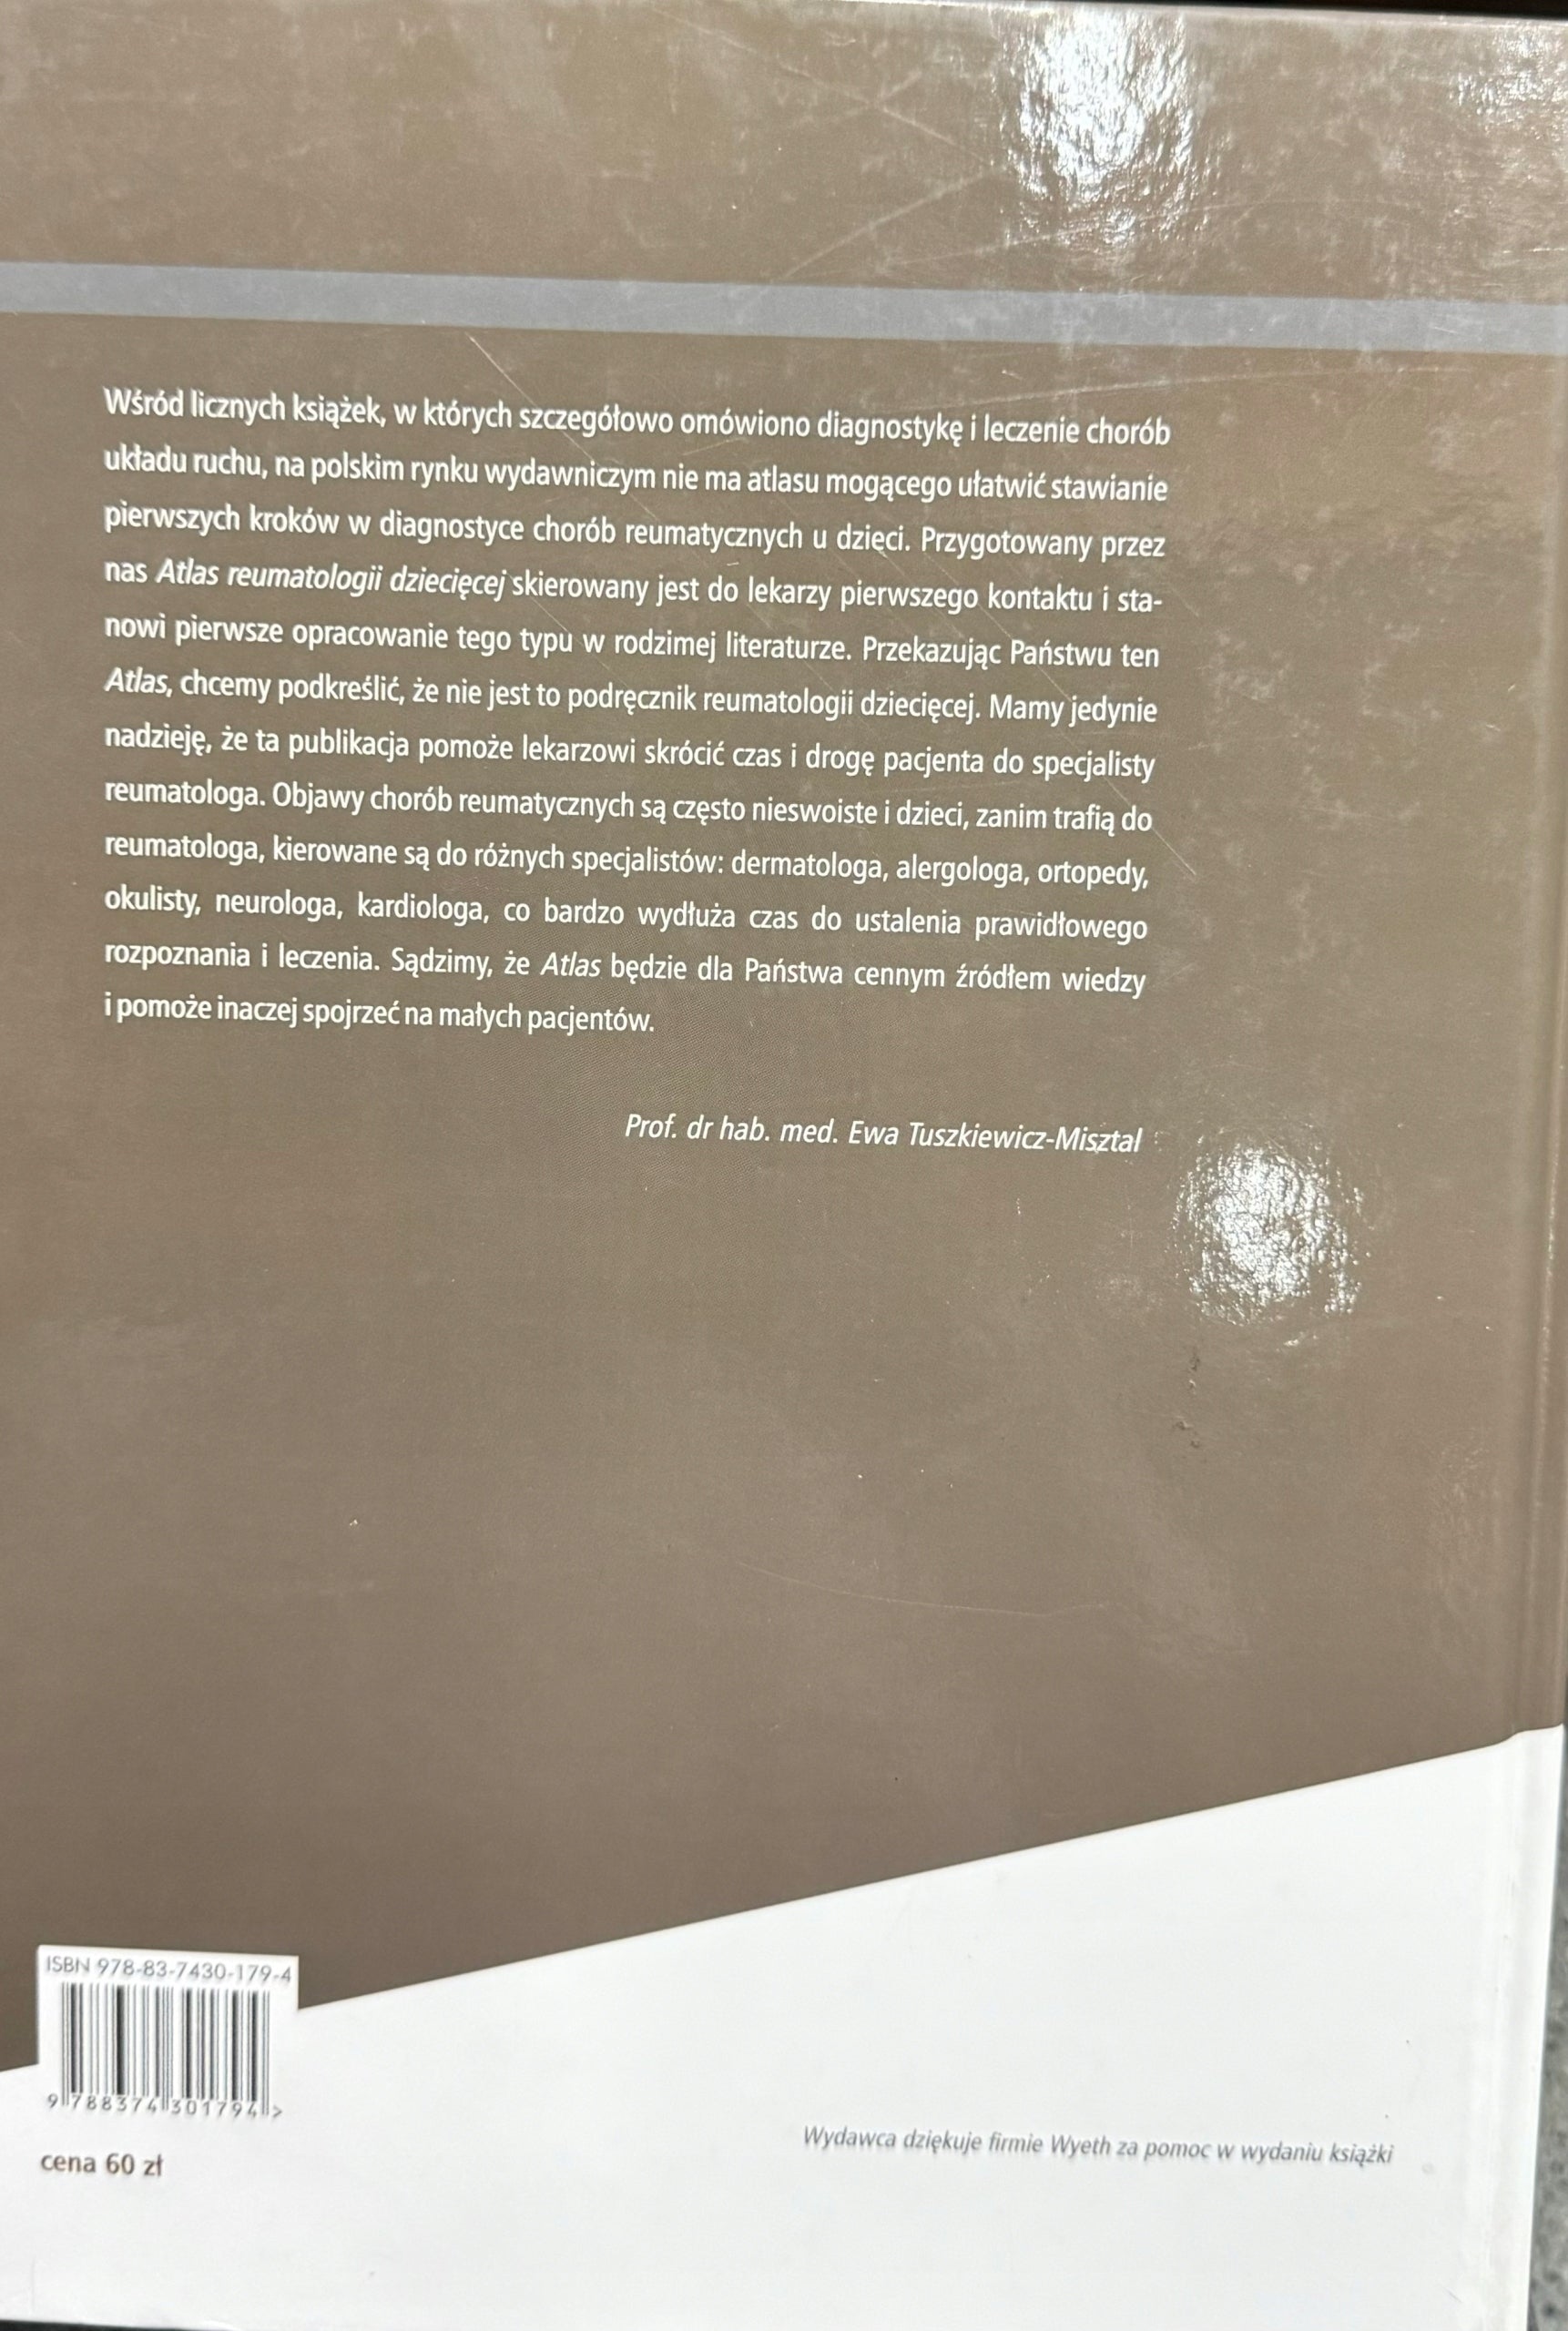 Wśród licznych książek, w których szczegółowo omówiono diagnostykę i leczenie chorób
układu ruchu, na polskim rynku wydawniczym nie ma atlasu mogącego ułatwić stawianie
pierwszych kroków w diagnostyce chorób reumatycznych u dzieci. Przygotowany przez
nas Atlas reumatologii dziecięcej skierowany jest do lekarzy pierwszego kontaktu i sta-
nowi pierwsze opracowanie tego typu w rodzimej literaturze. Przekazując Państwu ten
Atlas, chcemy podkreślić, że nie jest to podręcznik reumatologii dziecięcej. Mamy jedynie
nadzieję, że ta publikacja pomoże lekarzowi skrócić czas i drogę pacjenta do specjalisty
reumatologa. Objawy chorób reumatycznych są często nieswoiste i dzieci, zanim trafią do
reumatologa, kierowane są do różnych specjalistów: dermatologa, alergologa, ortopedy,
okulisty, neurologa, kardiologa, co bardzo wydłuża czas do ustalenia prawidłowego
rozpoznania i leczenia. Sądzimy, że Atlas będzie dla Państwa cennym źródłem wiedzy
i pomoże inaczej spojrzeć na małych pacjentów.
Prof. dr hab. med. Ewa Tuszkiewicz-Misztal
ISBN 978-83-7430-179-4
9 788374 301794 >
cena 60 zł
Wydawca dziękuje firmie Wyeth za pomoc w wydaniu książki